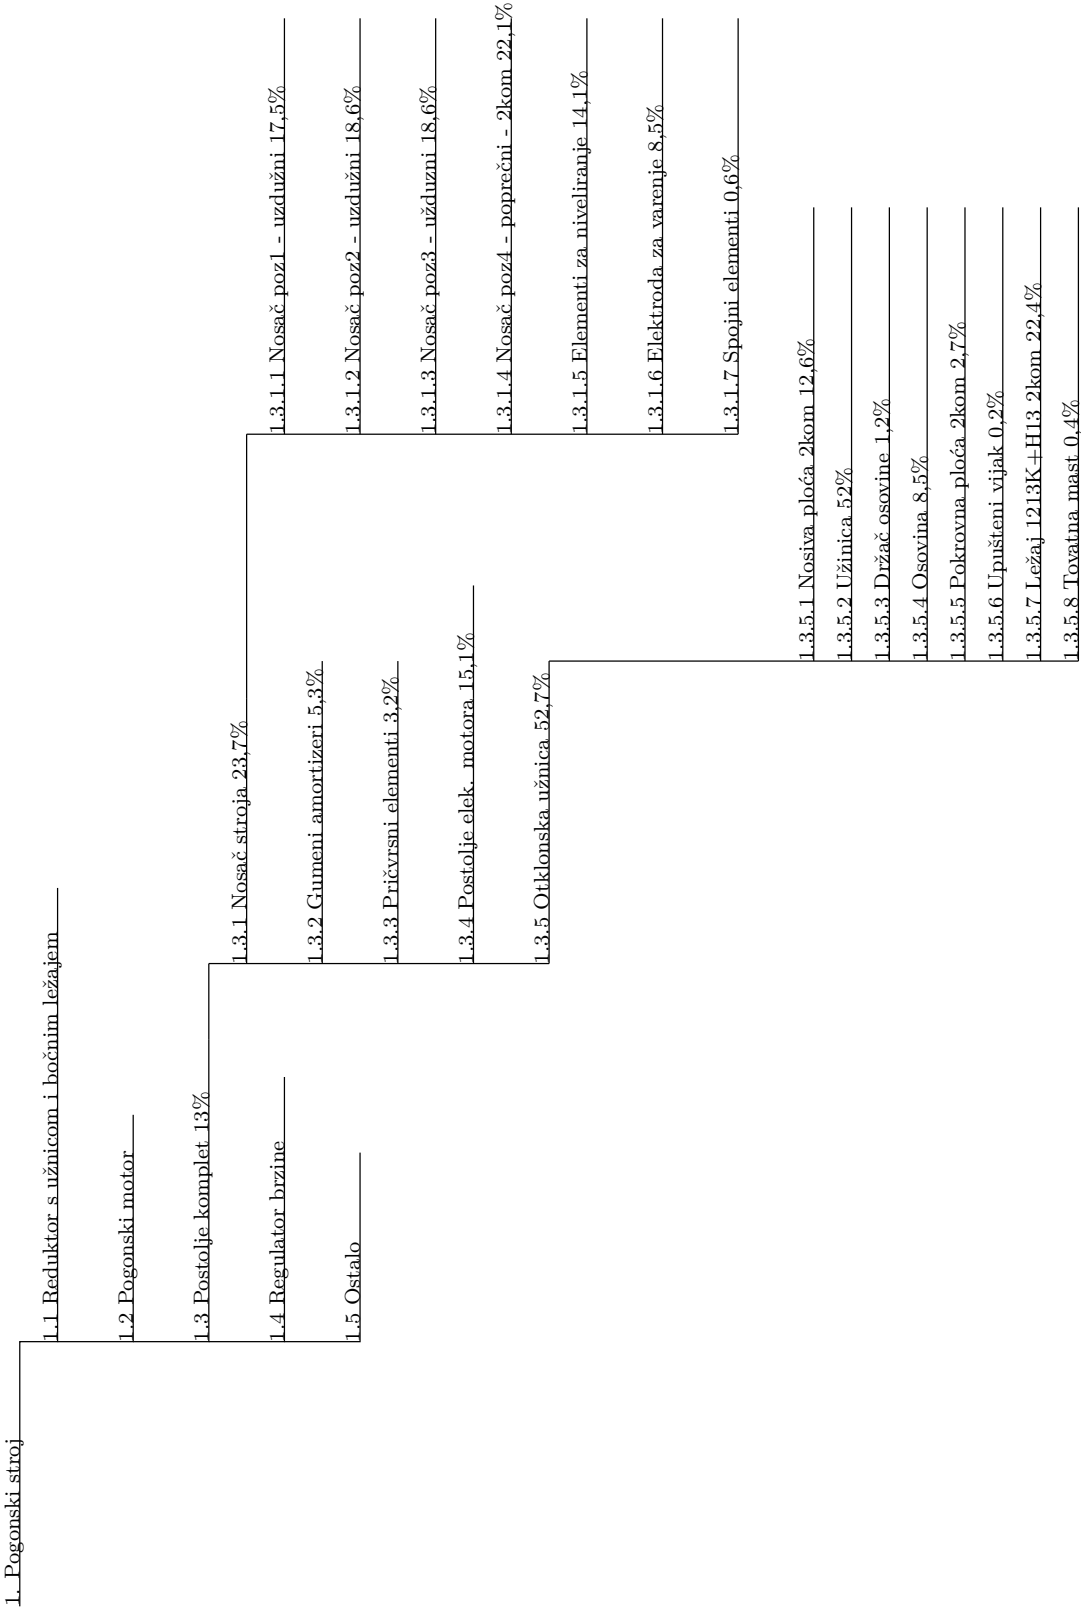 1. Pogonski stroj
1.1 Reduktor s užnicom i bočnim ležajem
1.2 Pogonski motor
1.3 Postolje komplet 13%
1.3.1 Nosač stroja 23,7%
1.3.1.1 Nosač poz1 - uzdužni 17,5%
1.3.1.2 Nosač poz2 - uzdužni 18,6%
1.3.1.3 Nosač poz3 - užduzni 18,6%
1.3.1.4 Nosač poz4 - poprečni - 2kom 22,1%
1.3.1.5 Elementi za niveliranje 14,1%
1.3.1.6 Elektroda za varenje 8,5%
1.3.1.7 Spojni elementi 0,6%
1.3.2 Gumeni amortizeri 5,3%
1.3.3 Pričvrsni elementi 3,2%
1.3.4 Postolje elek. motora 15,1%
1.3.5 Otklonska užnica 52,7%
1.3.5.1 Nosiva ploća 2kom 12,6%
1.3.5.2 Užinica 52%
1.3.5.3 Držač osovine 1,2%
1.3.5.4 Osovina 8,5%
1.3.5.5 Pokrovna ploća 2kom 2,7%
1.3.5.6 Upušteni vijak 0,2%
1.3.5.7 Ležaj 1213K+H13 2kom 22,4%
1.3.5.8 Tovatna mast 0,4%
1.4 Regulator brzine
1.5 Ostalo